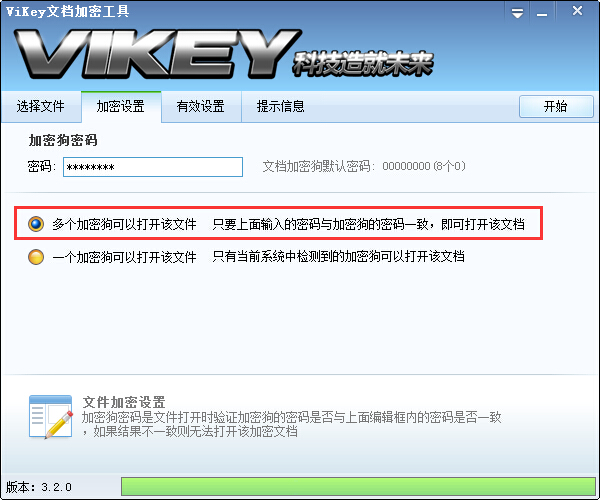 ViKey文档加密工具
VIKEY 科技造就未来
选择文件 加密设置 有效设置 提示信息 开始
加密狗密码
密码: ******** 文档加密狗默认密码: 00000000(8个0)
多个加密狗可以打开该文件 只要上面输入的密码与加密狗的密码一致，即可打开该文档
一个加密狗可以打开该文件 只有当前系统中检测到的加密狗可以打开该文档
文件加密设置
加密狗密码是文件打开时验证加密狗的密码是否与上面编辑框内的密码是否一致
，如果结果不一致则无法打开该加密文档
版本: 3.2.0